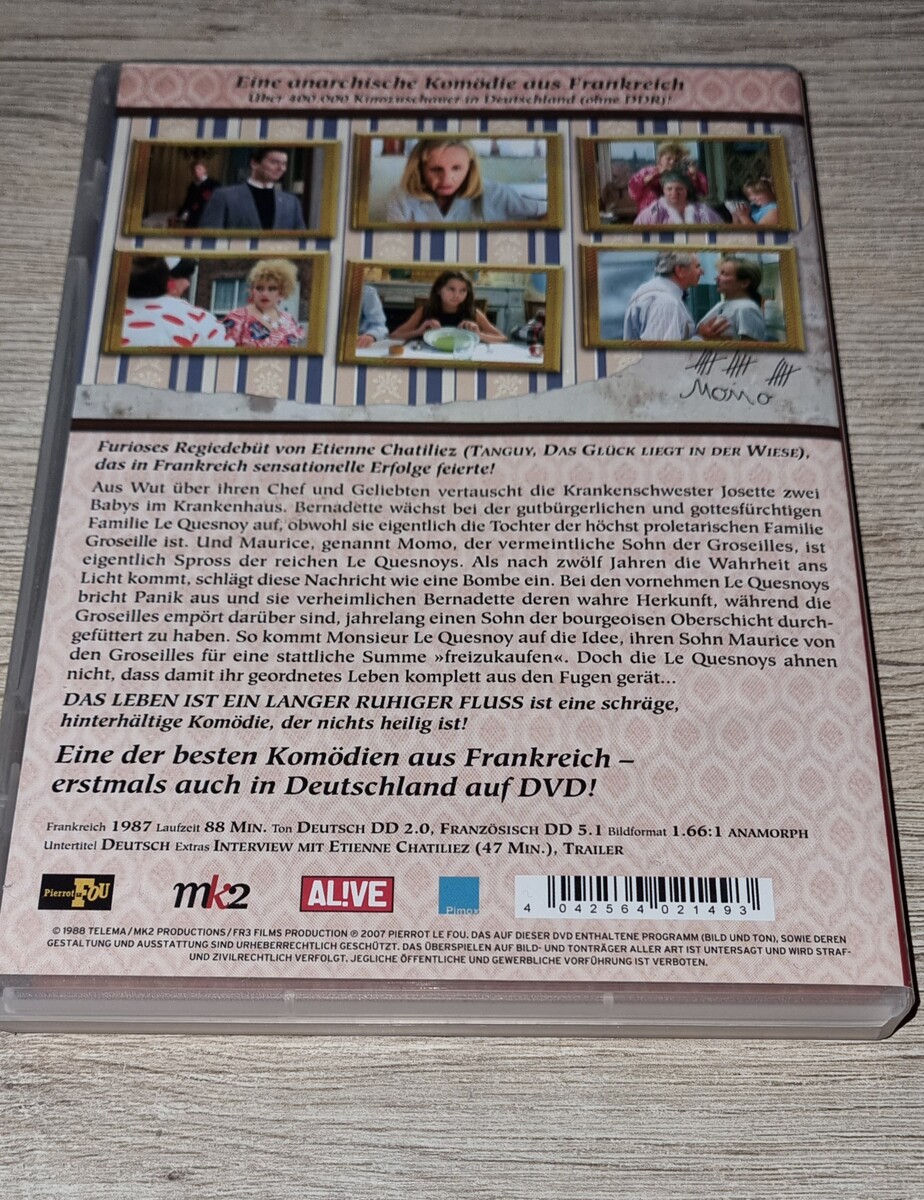 Eine anarchische Komödie aus Frankreich
Über 400.000 Kinozuschauer in Deutschland (ohne DDR)!
Momo
Furioses Regiedebüt von Etienne Chatiliez (TANGUY, DAS GLÜCK LIEGT IN DER WIESE),
das in Frankreich sensationelle Erfolge feierte!
Aus Wut über ihren Chef und Geliebten vertauscht die Krankenschwester Josette zwei
Babys im Krankenhaus. Bernadette wächst bei der gutbürgerlichen und gottesfürchtigen
Familie Le Quesnoy auf, obwohl sie eigentlich die Tochter der höchst proletarischen Familie
Groseille ist. Und Maurice, genannt Momo, der vermeintliche Sohn der Groseilles, ist
eigentlich Spross der reichen Le Quesnoys. Als nach zwölf Jahren die Wahrheit ans
Licht kommt, schlägt diese Nachricht wie eine Bombe ein. Bei den vornehmen Le Quesnoys
bricht Panik aus und sie verheimlichen Bernadette deren wahre Herkunft, während die
Groseilles empört darüber sind, jahrelang einen Sohn der bourgeoisen Oberschicht durch-
gefüttert zu haben. So kommt Monsieur Le Quesnoy auf die Idee, ihren Sohn Maurice von
den Groseilles für eine stattliche Summe »freizukaufen«. Doch die Le Quesnoys ahnen
nicht, dass damit ihr geordnetes Leben komplett aus den Fugen gerät...
DAS LEBEN IST EIN LANGER RUHIGER FLUSS ist eine schräge,
hinterhältige Komödie, der nichts heilig ist!
Eine der besten Komödien aus Frankreich –
erstmals auch in Deutschland auf DVD!
Frankreich 1987 Laufzeit 88 MIN. Ton DEUTSCH DD 2.0, FRANZÖSISCH DD 5.1 Bildformat 1.66:1 ANAMORPH
Untertitel DEUTSCH Extras INTERVIEW MIT ETIENNE CHATILIEZ (47 MIN.), TRAILER
Pierrot le FOU mk2 AL!VE Pimox 4 042564 021493
© 1988 TELEMA/MK2 PRODUCTIONS/FR3 FILMS PRODUCTION ℗ 2007 PIERROT LE FOU. DAS AUF DIESER DVD ENTHALTENE PROGRAMM (BILD UND TON), SOWIE DEREN
GESTALTUNG UND AUSSTATTUNG SIND URHEBERRECHTLICH GESCHÜTZT. DAS ÜBERSPIELEN AUF BILD- UND TONTRÄGER ALLER ART IST UNTERSAGT UND WIRD STRAF-
UND ZIVILRECHTLICH VERFOLGT. JEGLICHE ÖFFENTLICHE UND GEWERBLICHE VORFÜHRUNG IST VERBOTEN.